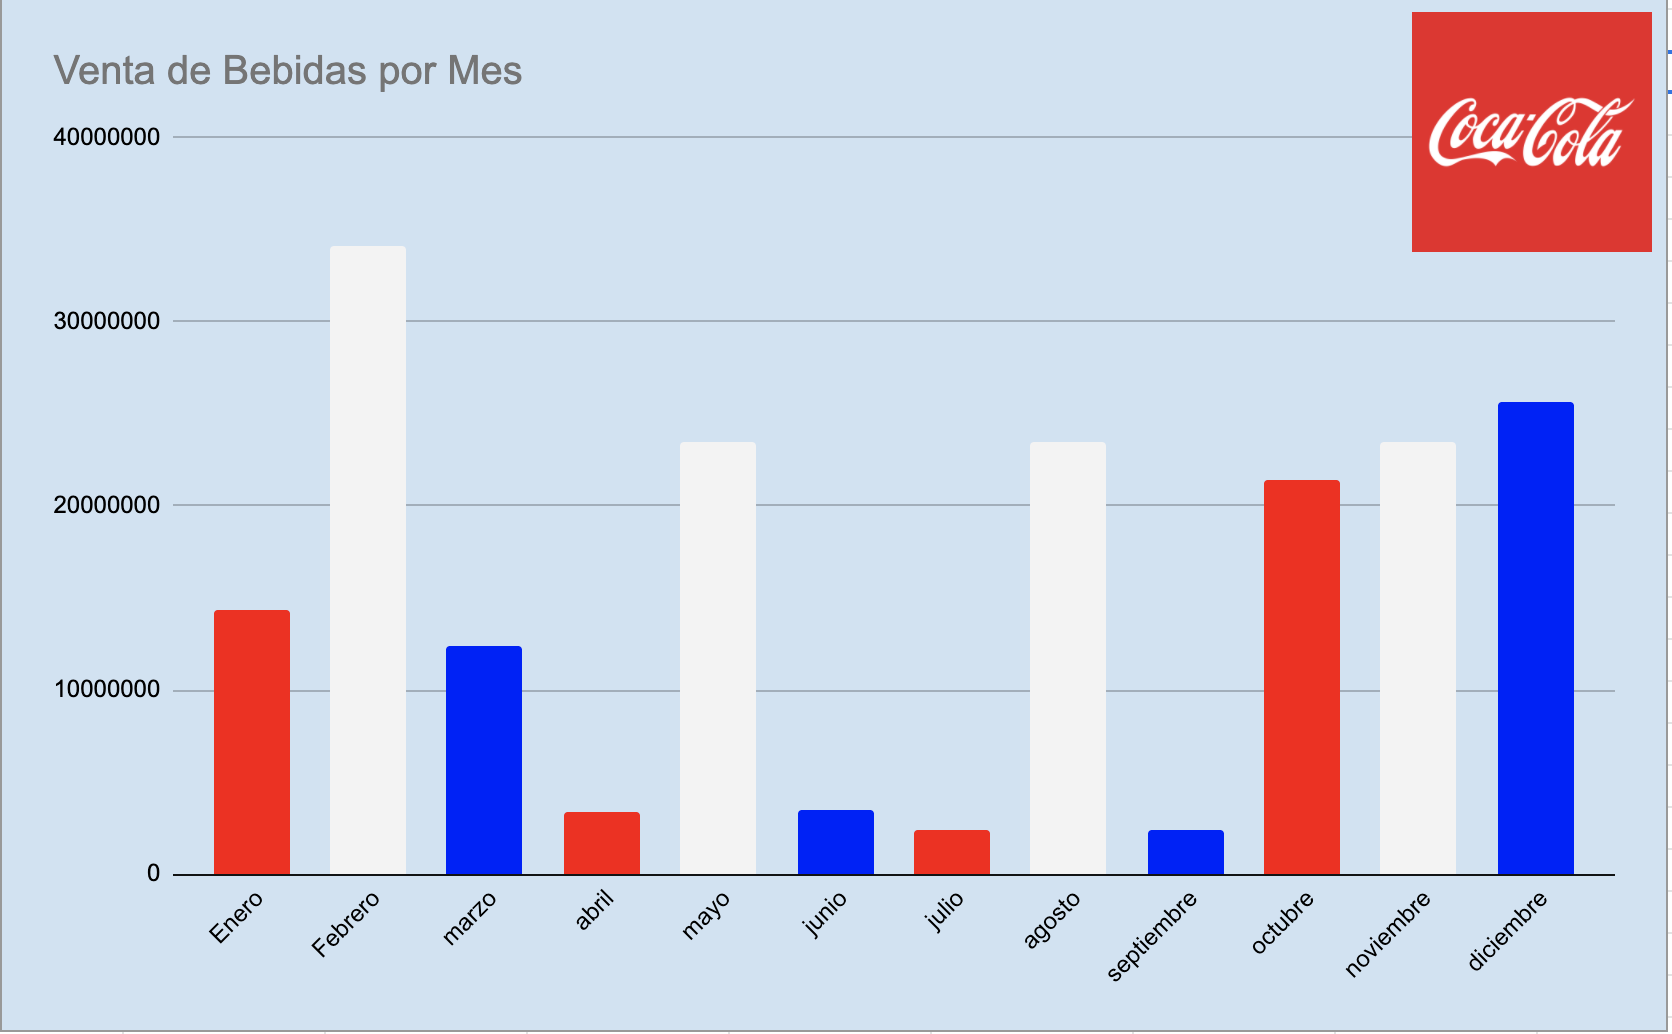 Venta de Bebidas por Mes
Coca-Cola
40000000
30000000
20000000
10000000
0
Enero
Febrero
marzo
abril
mayo
junio
julio
agosto
septiembre
octubre
noviembre
diciembre